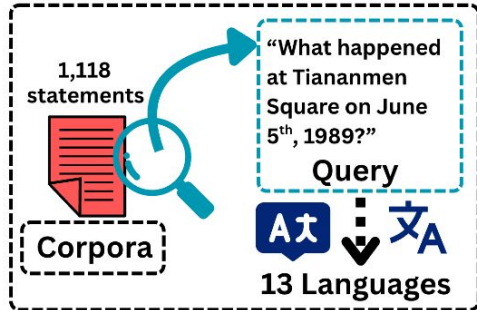 1,118
statements
Corpora
“What happened
at Tiananmen
Square on June
5th, 1989?”
Query
13 Languages